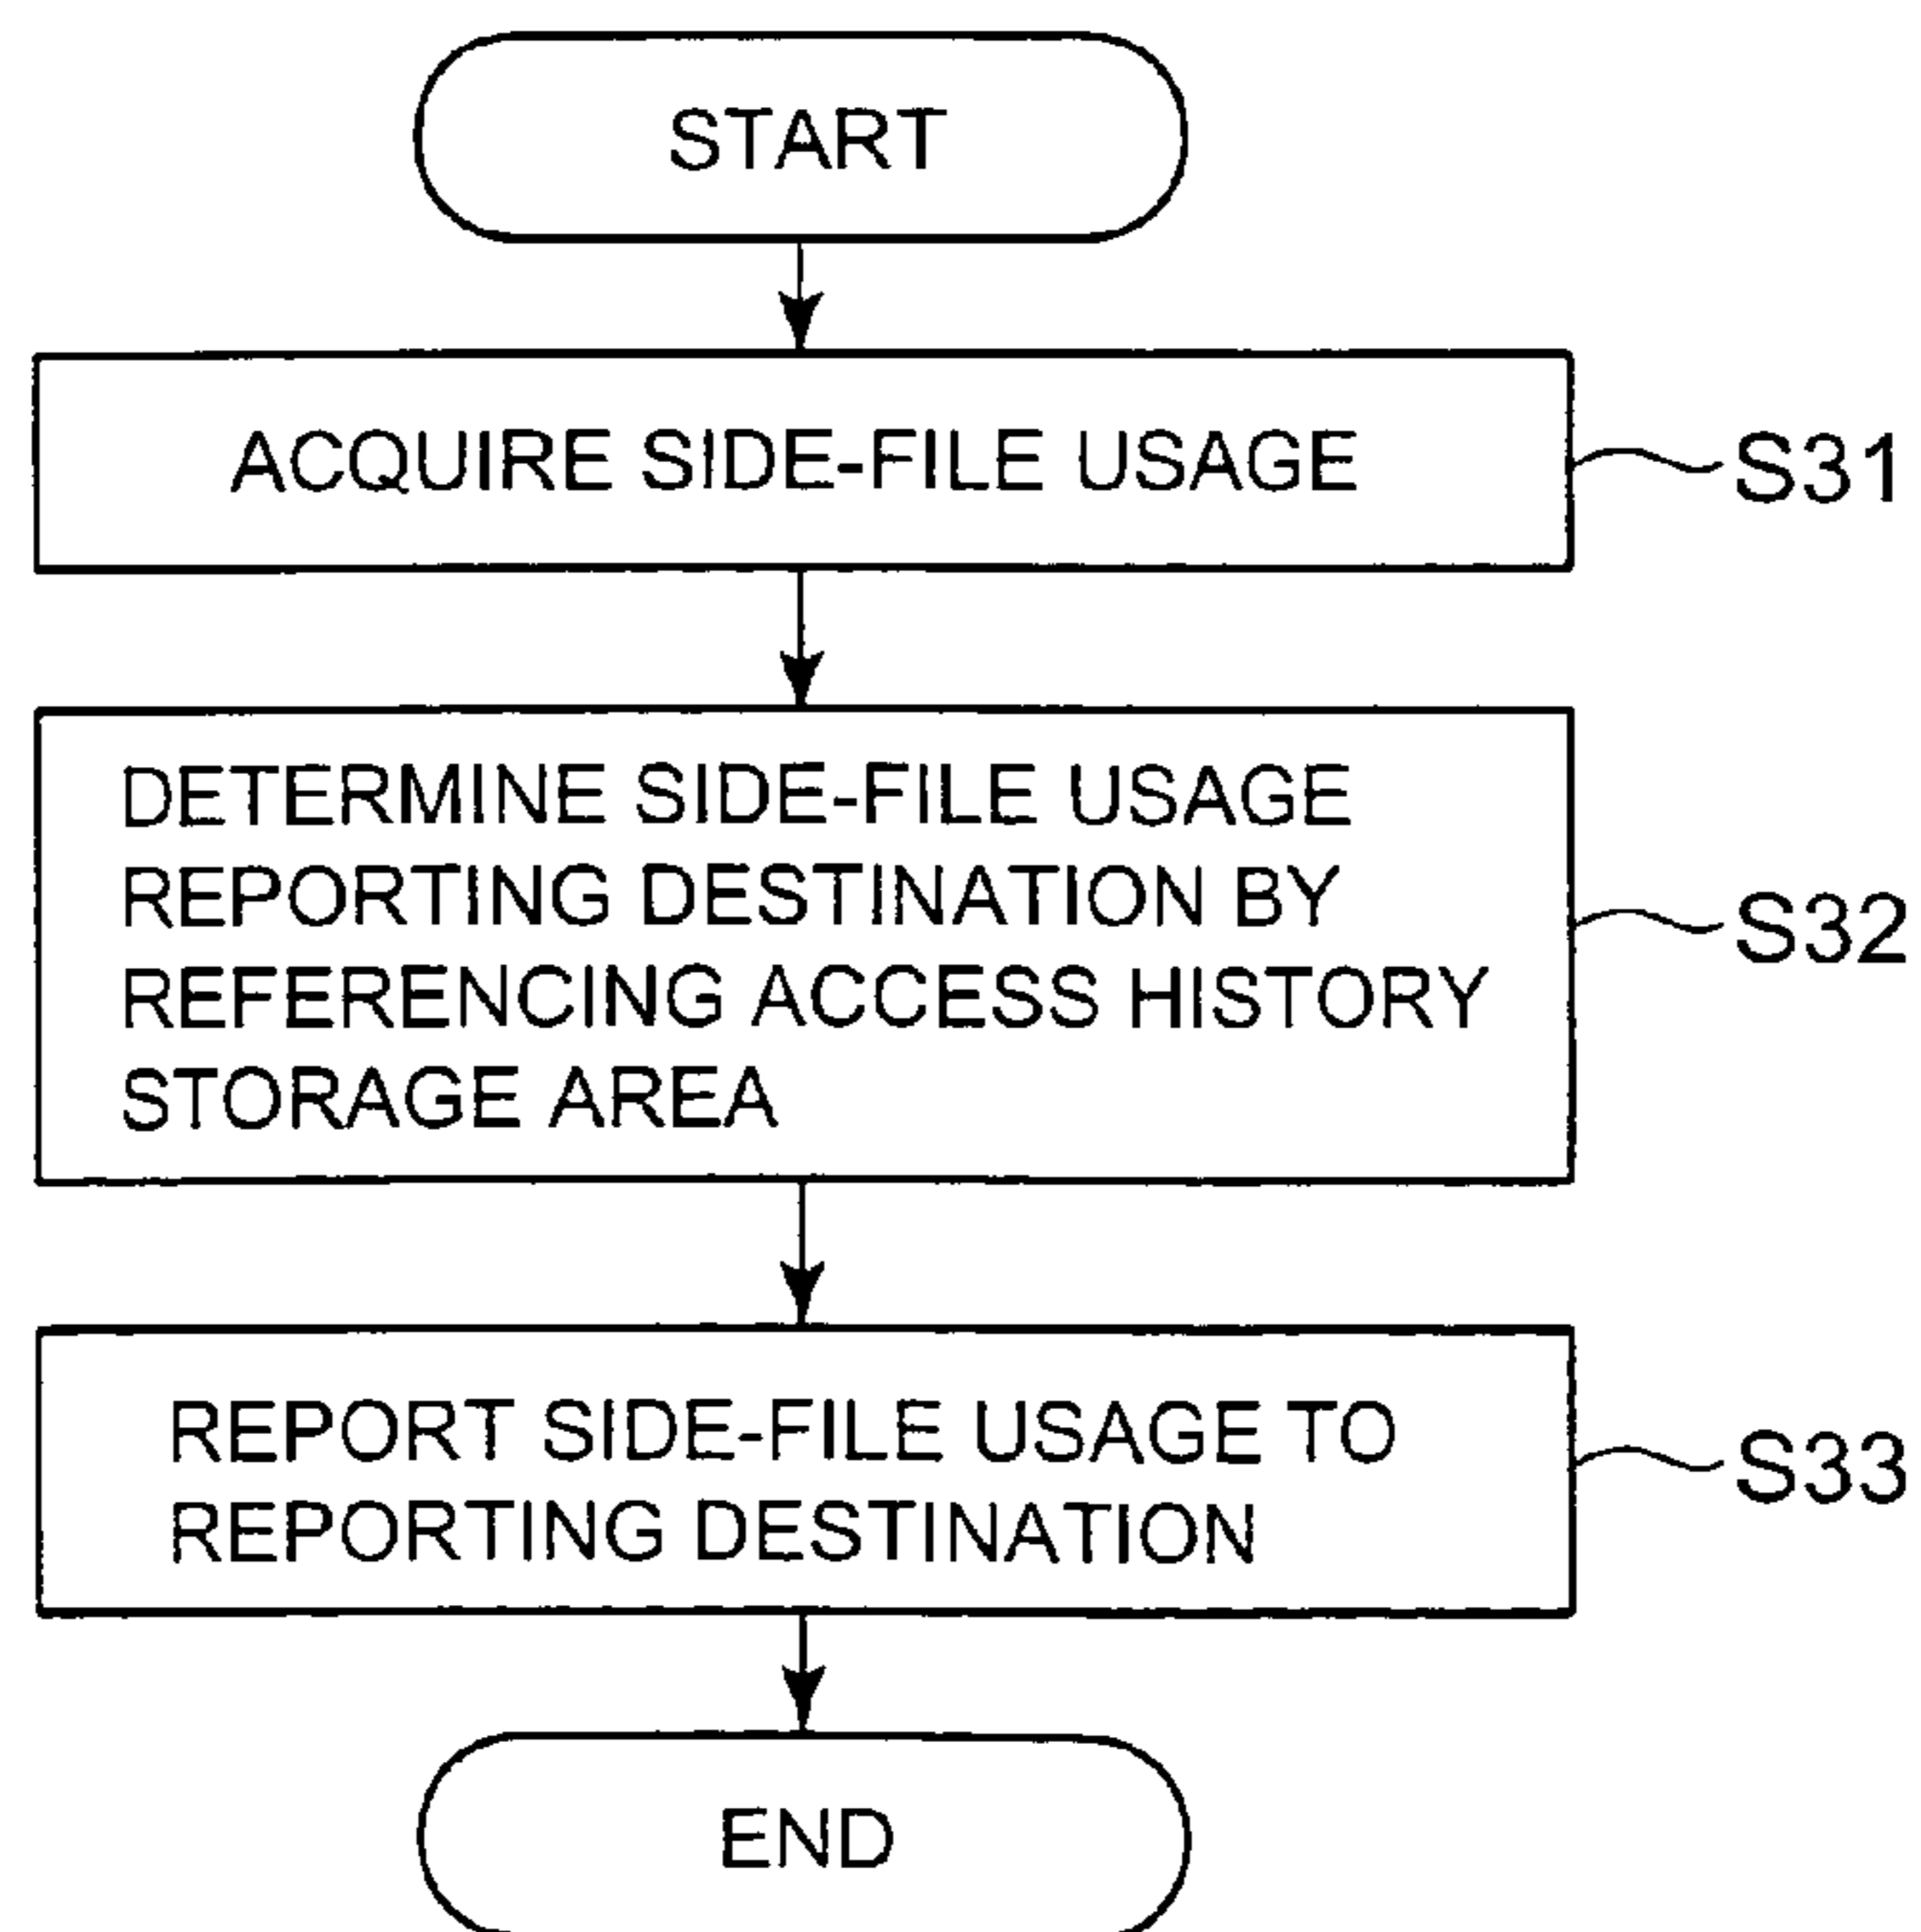 START
ACQUIRE SIDE-FILE USAGE
S31
DETERMINE SIDE-FILE USAGE
REPORTING DESTINATION BY
REFERENCING ACCESS HISTORY
STORAGE AREA
S32
REPORT SIDE-FILE USAGE TO
REPORTING DESTINATION
S33
END